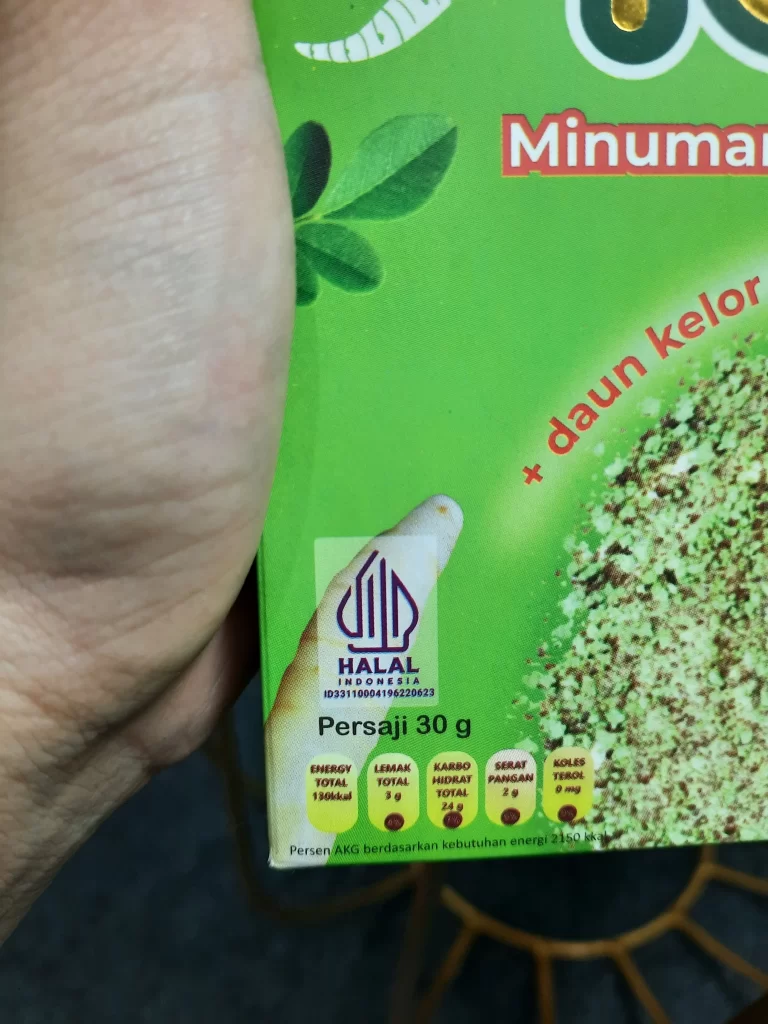 Minuman
+ daun kelor
HALAL
INDONESIA
ID33110004196220623
Persaji 30 g
ENERGY
TOTAL
130kkal
LEMAK
TOTAL
3 g
KARBO
HIDRAT
TOTAL
24 g
SERAT
PANGAN
2 g
KOLES
TEROL
0 mg
Persen AKG berdasarkan kebutuhan energi 2150 kkal